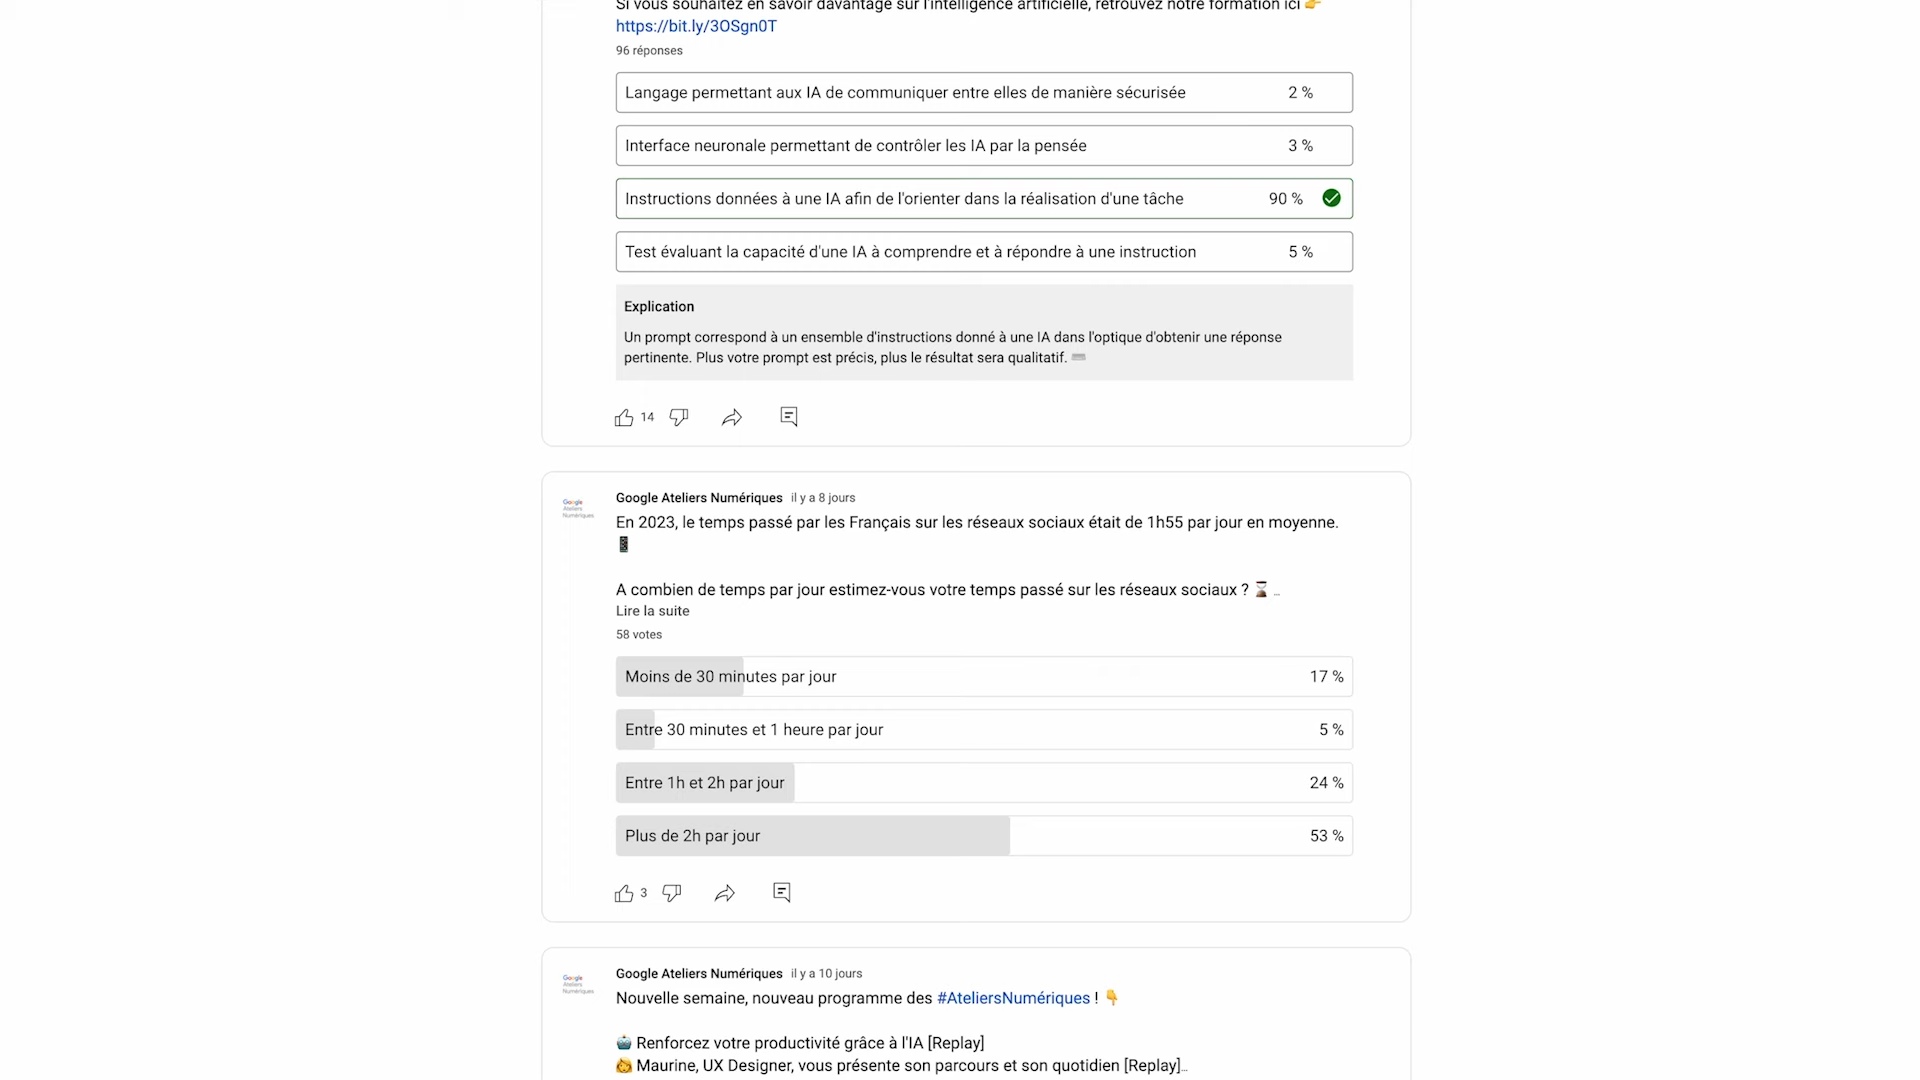 Si vous souhaitez en savoir davantage sur l'intelligence artificielle, retrouvez notre formation ici 👉
https://bit.ly/3OSgn0T
96 réponses
Langage permettant aux IA de communiquer entre elles de manière sécurisée 2 %
Interface neuronale permettant de contrôler les IA par la pensée 3 %
Instructions données à une IA afin de l'orienter dans la réalisation d'une tâche 90 %
Test évaluant la capacité d'une IA à comprendre et à répondre à une instruction 5 %
Explication
Un prompt correspond à un ensemble d'instructions donné à une IA dans l'optique d'obtenir une réponse
pertinente. Plus votre prompt est précis, plus le résultat sera qualitatif. ⌨️
14
Google
Ateliers
Numériques
Google Ateliers Numériques il y a 8 jours
En 2023, le temps passé par les Français sur les réseaux sociaux était de 1h55 par jour en moyenne.
📱
A combien de temps par jour estimez-vous votre temps passé sur les réseaux sociaux ? ⌛ ...
Lire la suite
58 votes
Moins de 30 minutes par jour 17 %
Entre 30 minutes et 1 heure par jour 5 %
Entre 1h et 2h par jour 24 %
Plus de 2h par jour 53 %
3
Google
Ateliers
Numériques
Google Ateliers Numériques il y a 10 jours
Nouvelle semaine, nouveau programme des #AteliersNumériques ! 👇
🤖 Renforcez votre productivité grâce à l'IA [Replay]
👩 Maurine, UX Designer, vous présente son parcours et son quotidien [Replay]...